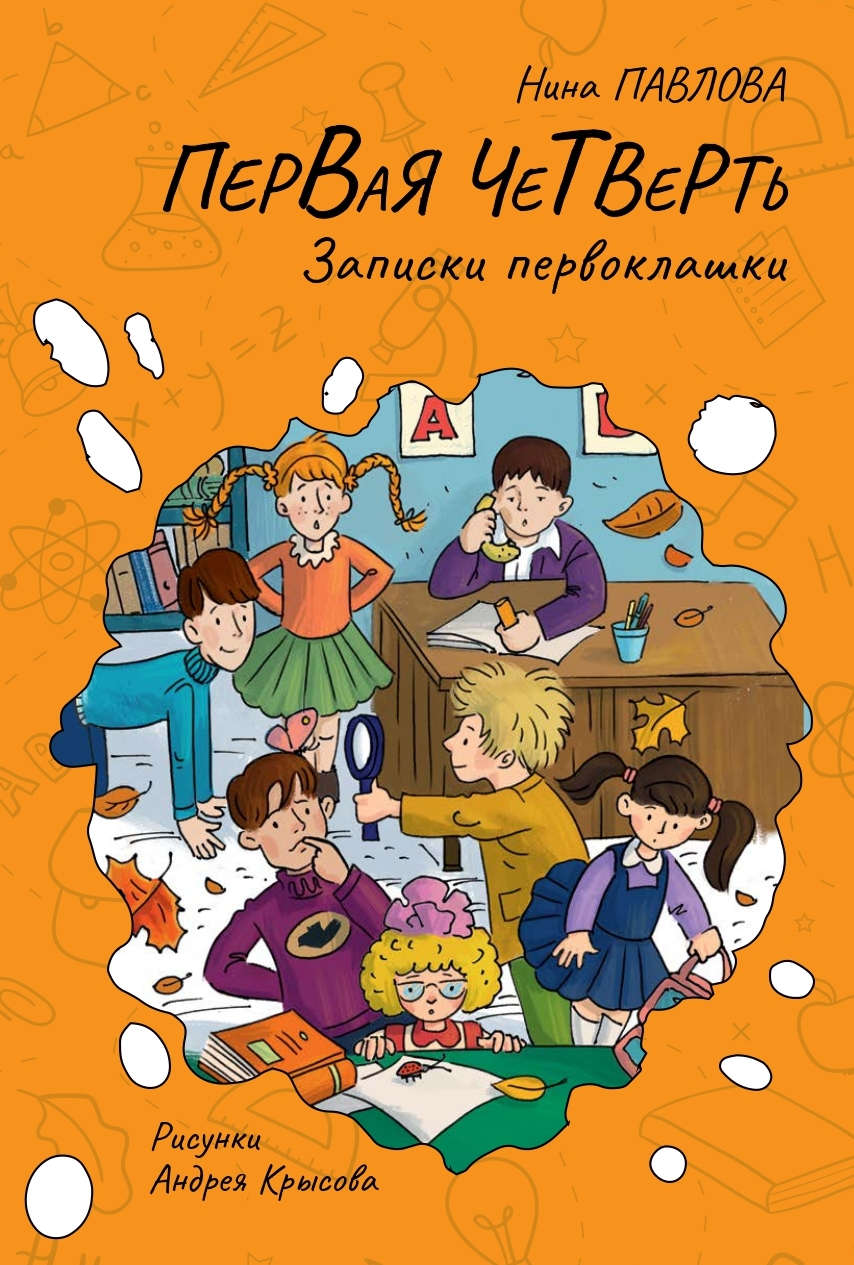 Нина ПАВЛОВА
ПерВаЯ ЧеТВеРть
Записки первоклашки
А
Рисунки
Андрея Крысова